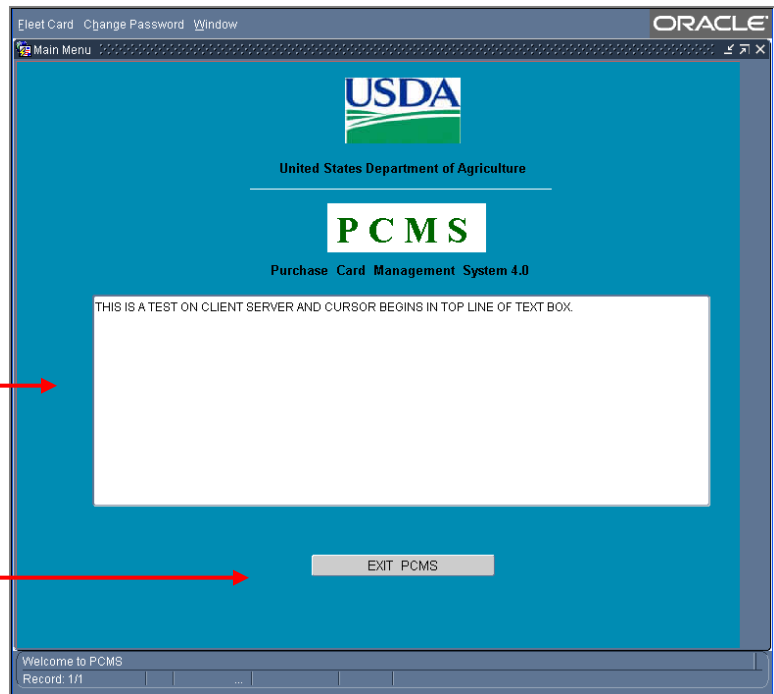 Fleet Card Change Password Window
ORACLE
Main Menu
USDA
United States Department of Agriculture
PCMS
Purchase Card Management System 4.0
THIS IS A TEST ON CLIENT SERVER AND CURSOR BEGINS IN TOP LINE OF TEXT BOX.
EXIT PCMS
Welcome to PCMS
Record: 1/1
...